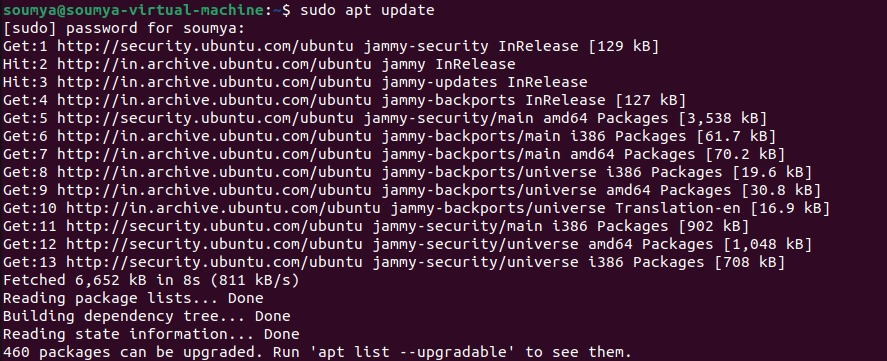 soumya@soumya-virtual-machine:~$ sudo apt update
[sudo] password for soumya:
Get:1 http://security.ubuntu.com/ubuntu jammy-security InRelease [129 kB]
Hit:2 http://in.archive.ubuntu.com/ubuntu jammy InRelease
Hit:3 http://in.archive.ubuntu.com/ubuntu jammy-updates InRelease
Get:4 http://in.archive.ubuntu.com/ubuntu jammy-backports InRelease [127 kB]
Get:5 http://security.ubuntu.com/ubuntu jammy-security/main amd64 Packages [3,538 kB]
Get:6 http://in.archive.ubuntu.com/ubuntu jammy-backports/main i386 Packages [61.7 kB]
Get:7 http://in.archive.ubuntu.com/ubuntu jammy-backports/main amd64 Packages [70.2 kB]
Get:8 http://in.archive.ubuntu.com/ubuntu jammy-backports/universe i386 Packages [19.6 kB]
Get:9 http://in.archive.ubuntu.com/ubuntu jammy-backports/universe amd64 Packages [30.8 kB]
Get:10 http://in.archive.ubuntu.com/ubuntu jammy-backports/universe Translation-en [16.9 kB]
Get:11 http://security.ubuntu.com/ubuntu jammy-security/main i386 Packages [902 kB]
Get:12 http://security.ubuntu.com/ubuntu jammy-security/universe amd64 Packages [1,048 kB]
Get:13 http://security.ubuntu.com/ubuntu jammy-security/universe i386 Packages [708 kB]
Fetched 6,652 kB in 8s (811 kB/s)
Reading package lists... Done
Building dependency tree... Done
Reading state information... Done
460 packages can be upgraded. Run 'apt list --upgradable' to see them.